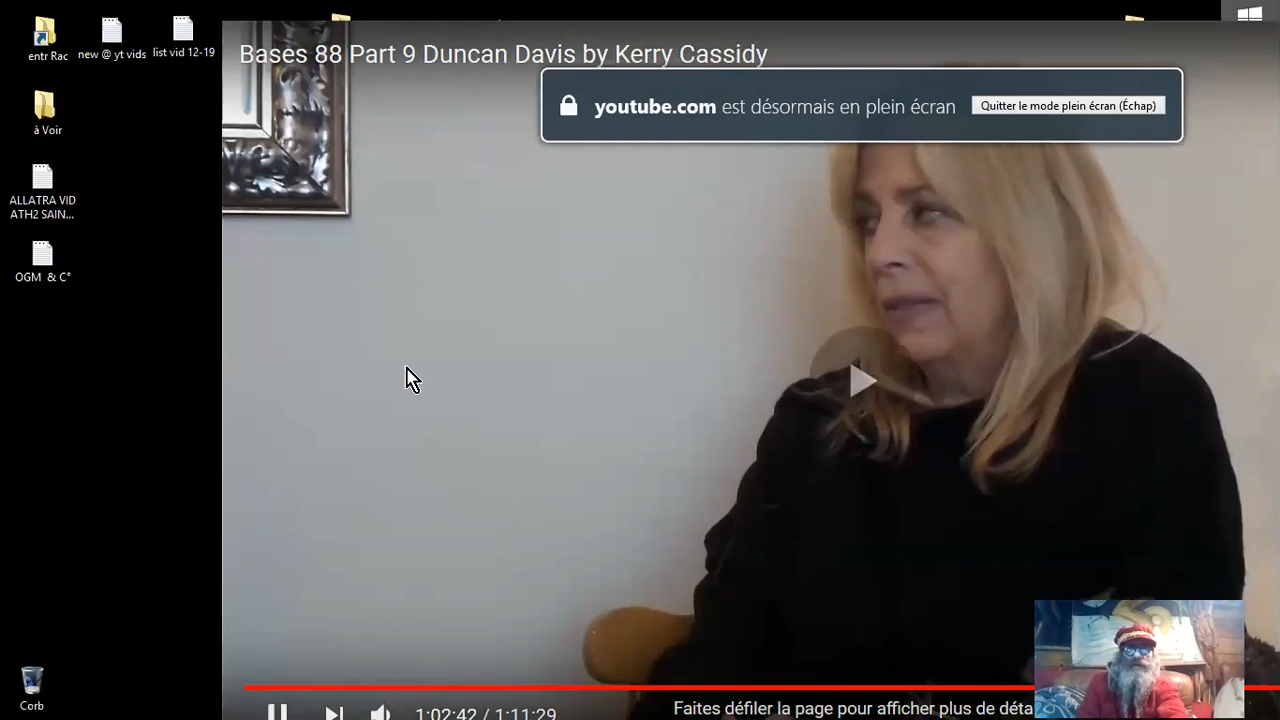 entr Rac
new @ yt vids
list vid 12-19
à Voir
ALLATRA VID
ATH2 SAIN...
OGM & C°
Corb
Bases 88 Part 9 Duncan Davis by Kerry Cassidy
youtube.com est désormais en plein écran
Quitter le mode plein écran (Échap)
1:02:42 / 1:11:29
Faites défiler la page pour afficher plus de déta